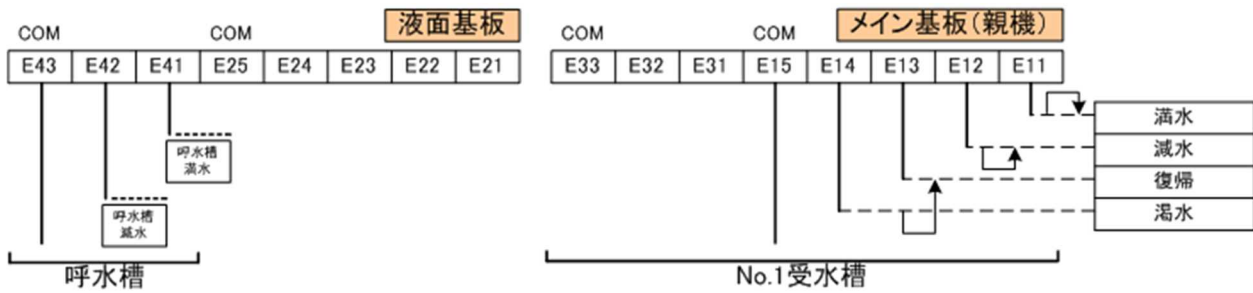 液面基板
メイン基板(親機)
COM COM COM COM
E43 E42 E41 E25 E24 E23 E22 E21 E33 E32 E31 E15 E14 E13 E12 E11
満水
呼水槽
満水
減水
復帰
呼水槽
減水
渇水
呼水槽
No.1受水槽